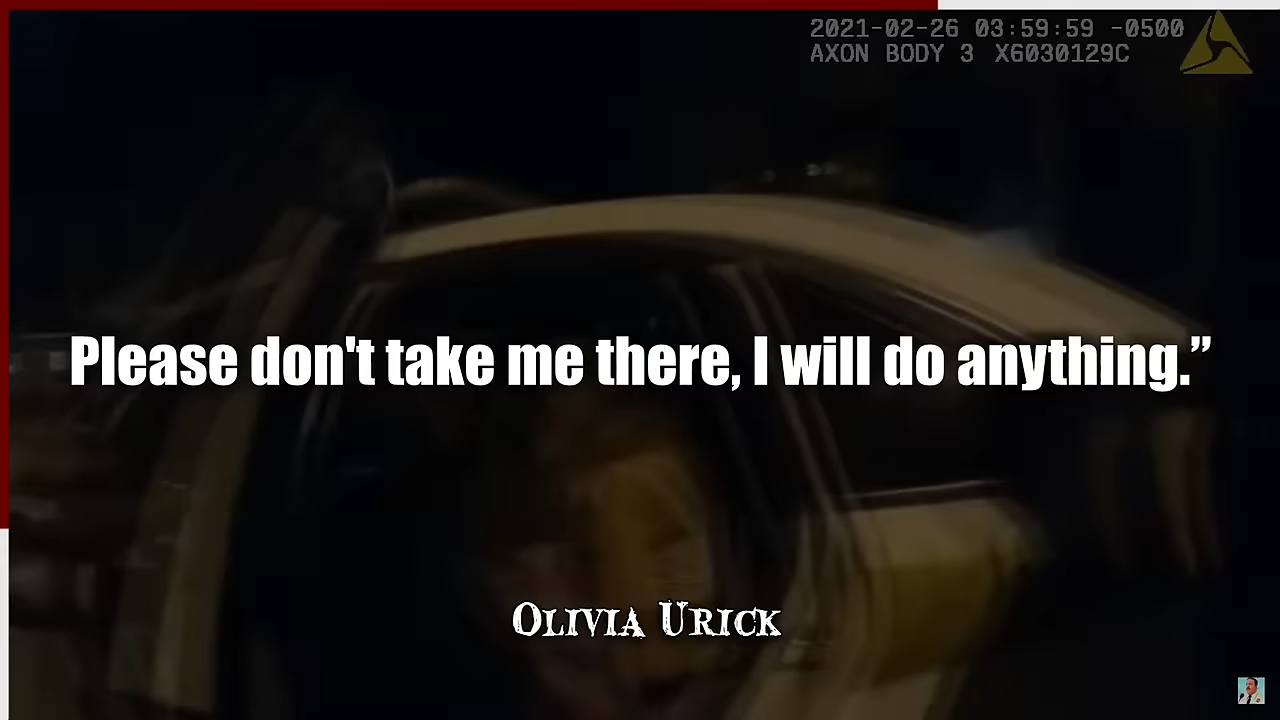 2021-02-26 03:59:59 -0500
AXON BODY 3 X6030129C
Please don't take me there, I will do anything.”
Olivia Urick